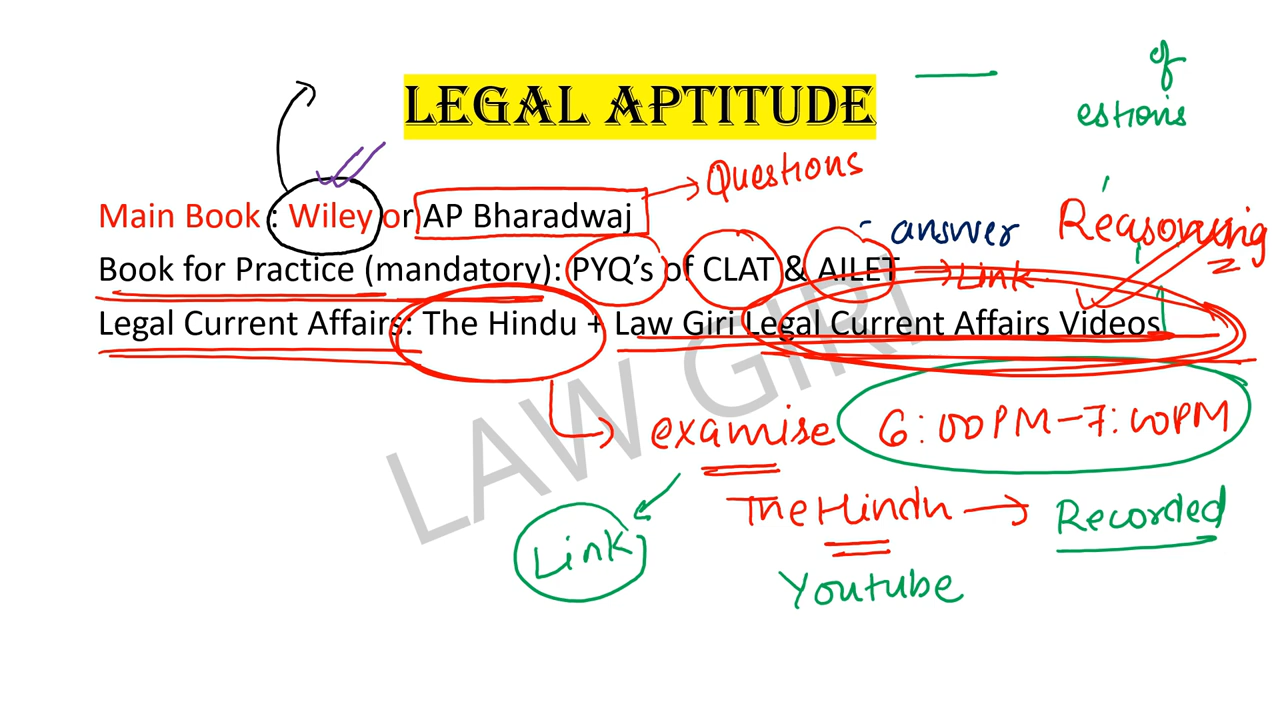 of
LEGAL APTITUDE
estions
Questions
Main Book : Wiley or AP Bharadwaj
answer Reasoning
Book for Practice (mandatory): PYQ's of CLAT & AILET → Link
Legal Current Affairs: The Hindu + Law Giri Legal Current Affairs Videos
LAW GIRI
examise 6:00PM-7:00PM
The Hindu → Recorded
Link
Youtube